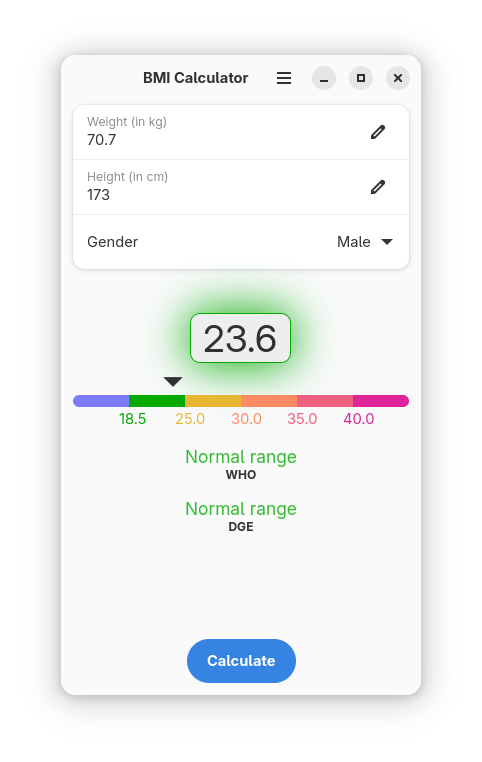 BMI Calculator
Weight (in kg)
70.7
Height (in cm)
173
Gender Male
23.6
18.5 25.0 30.0 35.0 40.0
Normal range
WHO
Normal range
DGE
Calculate